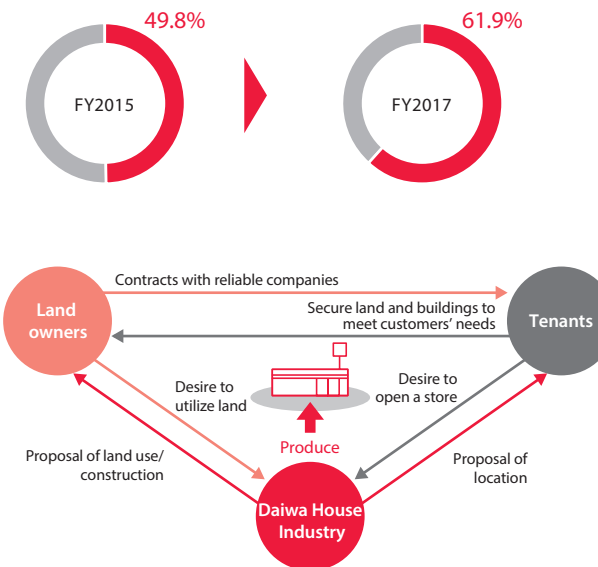 49.8%
61.9%
FY2015
FY2017
Contracts with reliable companies
Land
owners
Secure land and buildings to
meet customers’ needs
Tenants
Desire to
utilize land
Desire to
open a store
Produce
Proposal of land use/
construction
Proposal of
location
Daiwa House
Industry